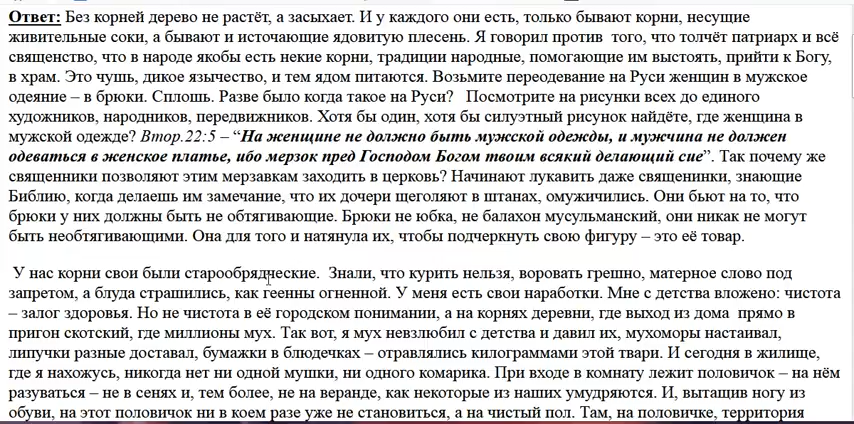 Ответ: Без корней дерево не растёт, а засыхает. И у каждого они есть, только бывают корни, несущие
живительные соки, а бывают и источающие ядовитую плесень. Я говорил против  того, что толчёт патриарх и всё
священство, что в народе якобы есть некие корни, традиции народные, помогающие им выстоять, прийти к Богу,
в храм. Это чушь, дикое язычество, и тем ядом питаются. Возьмите переодевание на Руси женщин в мужское
одеяние – в брюки. Сплошь. Разве было когда такое на Руси?   Посмотрите на рисунки всех до единого
художников, народников, передвижников. Хотя бы один, хотя бы силуэтный рисунок найдёте, где женщина в
мужской одежде? Втор.22:5 – “На женщине не должно быть мужской одежды, и мужчина не должен
одеваться в женское платье, ибо мерзок пред Господом Богом твоим всякий делающий сие”. Так почему же
священники позволяют этим мерзавкам заходить в церковь? Начинают лукавить даже священинки, знающие
Библию, когда делаешь им замечание, что их дочери щеголяют в штанах, омужичились. Они бьют на то, что
брюки у них должны быть не обтягивающие. Брюки не юбка, не балахон мусульманский, они никак не могут
быть необтягивающими. Она для того и натянула их, чтобы подчеркнуть свою фигуру – это её товар.
У нас корни свои были старообрядческие.  Знали, что курить нельзя, воровать грешно, матерное слово под
запретом, а блуда страшились, как геенны огненной. У меня есть свои наработки. Мне с детства вложено: чистота
– залог здоровья. Но не чистота в её городском понимании, а на корнях деревни, где выход из дома  прямо в
пригон скотский, где миллионы мух. Так вот, я мух невзлюбил с детства и давил их, мухоморы настаивал,
липучки разные доставал, бумажки в блюдечках – отравлялись килограммами этой твари. И сегодня в жилище,
где я нахожусь, никогда нет ни одной мушки, ни одного комарика. При входе в комнату лежит половичок – на нём
разуваться – не в сенях и, тем более, не на веранде, как некоторые из наших умудряются. И, вытащив ногу из
обуви, на этот половичок ни в коем разе уже не становиться, а на чистый пол. Там, на половичке, территория